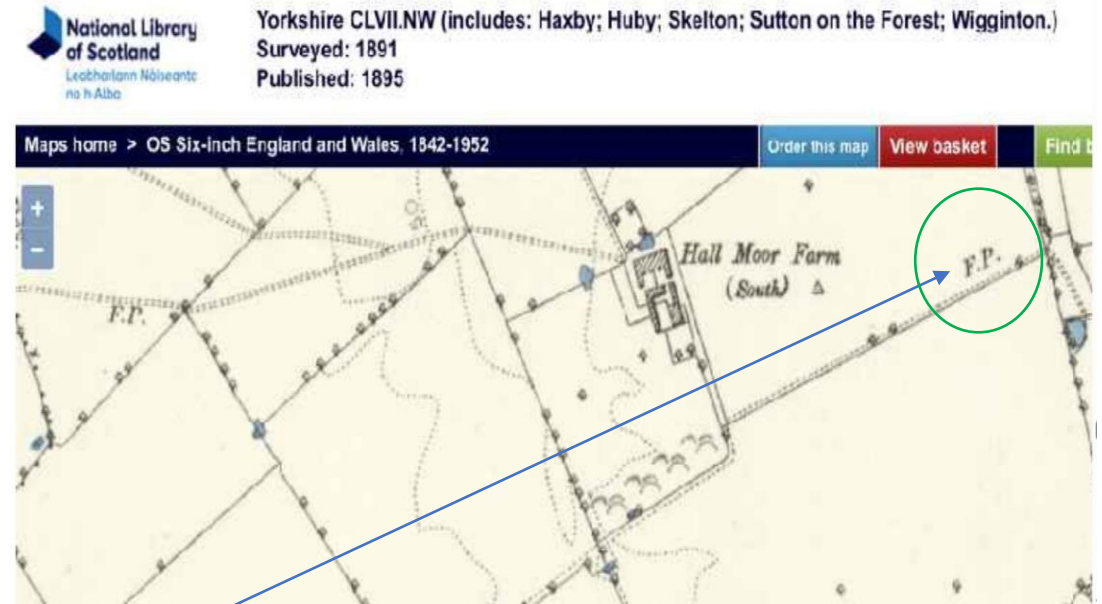 National Library
of Scotland
Leabharlann Nàiseanta
na h-Alba
Yorkshire CLVII.NW (includes: Haxby; Huby; Skelton; Sutton on the Forest; Wigginton.)
Surveyed: 1891
Published: 1895
Maps home > OS Six-inch England and Wales, 1842-1952
Order this map
View basket
Find b
+
−
Hall Moor Farm
(South)
F.P.
F.P.